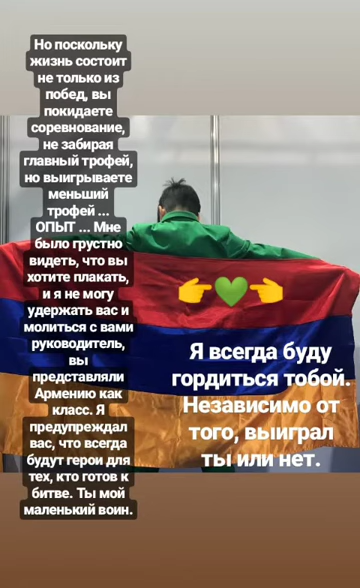 Но поскольку
жизнь состоит
не только из
побед, вы
покидаете
соревнование,
не забирая
главный трофей,
но выигрываете
меньший
трофей ...
ОПЫТ ... Мне
было грустно
видеть, что вы
хотите плакать,
и я не могу
удержать вас и
молиться с вами
руководитель,
вы
представляли
Армению как
класс. Я
предупреждал
вас, что всегда
будут герои для
тех, кто готов к
битве. Ты мой
маленький воин.
👉💚👈
Я всегда буду
гордиться тобой.
Независимо от
того, выиграл
ты или нет.